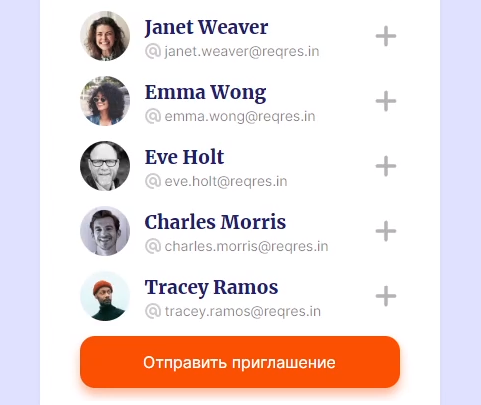 Janet Weaver
janet.weaver@reqres.in
Emma Wong
emma.wong@reqres.in
Eve Holt
eve.holt@reqres.in
Charles Morris
charles.morris@reqres.in
Tracey Ramos
tracey.ramos@reqres.in
Отправить приглашение